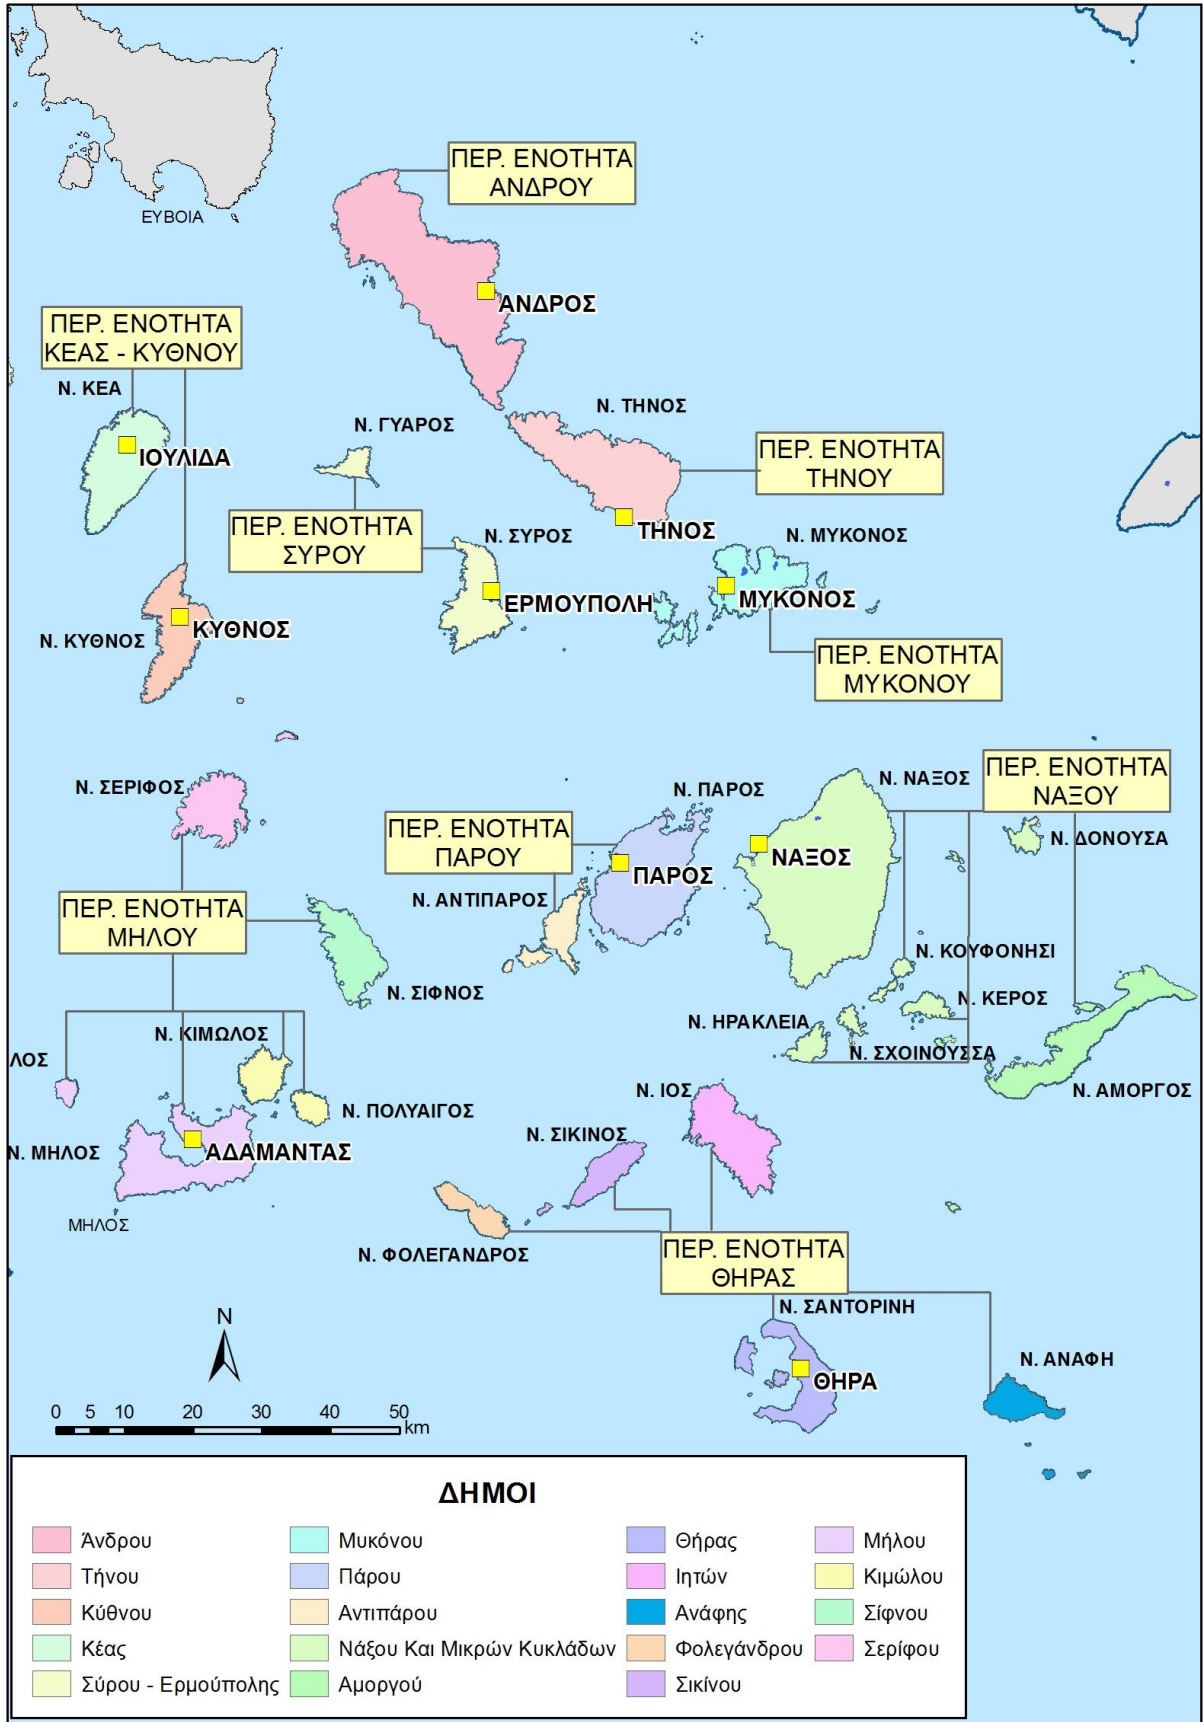 ΕΥΒΟΙΑ
ΠΕΡ. ΕΝΟΤΗΤΑ
ΑΝΔΡΟΥ
ΑΝΔΡΟΣ
ΠΕΡ. ΕΝΟΤΗΤΑ
ΚΕΑΣ - ΚΥΘΝΟΥ
Ν. ΚΕΑ
ΙΟΥΛΙΔΑ
Ν. ΤΗΝΟΣ
Ν. ΓΥΑΡΟΣ
ΠΕΡ. ΕΝΟΤΗΤΑ
ΤΗΝΟΥ
ΠΕΡ. ΕΝΟΤΗΤΑ
ΣΥΡΟΥ
Ν. ΣΥΡΟΣ
ΤΗΝΟΣ
Ν. ΜΥΚΟΝΟΣ
ΕΡΜΟΥΠΟΛΗ
ΜΥΚΟΝΟΣ
Ν. ΚΥΘΝΟΣ
ΚΥΘΝΟΣ
ΠΕΡ. ΕΝΟΤΗΤΑ
ΜΥΚΟΝΟΥ
Ν. ΣΕΡΙΦΟΣ
Ν. ΠΑΡΟΣ
Ν. ΝΑΞΟΣ
ΠΕΡ. ΕΝΟΤΗΤΑ
ΝΑΞΟΥ
ΠΕΡ. ΕΝΟΤΗΤΑ
ΠΑΡΟΥ
Ν. ΔΟΝΟΥΣΑ
ΝΑΞΟΣ
ΠΑΡΟΣ
Ν. ΑΝΤΙΠΑΡΟΣ
ΠΕΡ. ΕΝΟΤΗΤΑ
ΜΗΛΟΥ
Ν. ΚΟΥΦΟΝΗΣΙ
Ν. ΣΙΦΝΟΣ
Ν. ΚΕΡΟΣ
Ν. ΗΡΑΚΛΕΙΑ
Ν. ΚΙΜΩΛΟΣ
Ν. ΣΧΟΙΝΟΥΣΣΑ
ΛΟΣ
Ν. ΙΟΣ
Ν. ΑΜΟΡΓΟΣ
Ν. ΠΟΛΥΑΙΓΟΣ
Ν. ΣΙΚΙΝΟΣ
Ν. ΜΗΛΟΣ
ΑΔΑΜΑΝΤΑΣ
ΜΗΛΟΣ
Ν. ΦΟΛΕΓΑΝΔΡΟΣ
ΠΕΡ. ΕΝΟΤΗΤΑ
ΘΗΡΑΣ
Ν. ΣΑΝΤΟΡΙΝΗ
N
Ν. ΑΝΑΦΗ
ΘΗΡΑ
0 5 10 20 30 40 50
km
ΔΗΜΟΙ
Άνδρου
Τήνου
Κύθνου
Κέας
Σύρου - Ερμούπολης
Μυκόνου
Πάρου
Αντιπάρου
Νάξου Και Μικρών Κυκλάδων
Αμοργού
Θήρας
Ιητών
Ανάφης
Φολεγάνδρου
Σικίνου
Μήλου
Κιμώλου
Σίφνου
Σερίφου